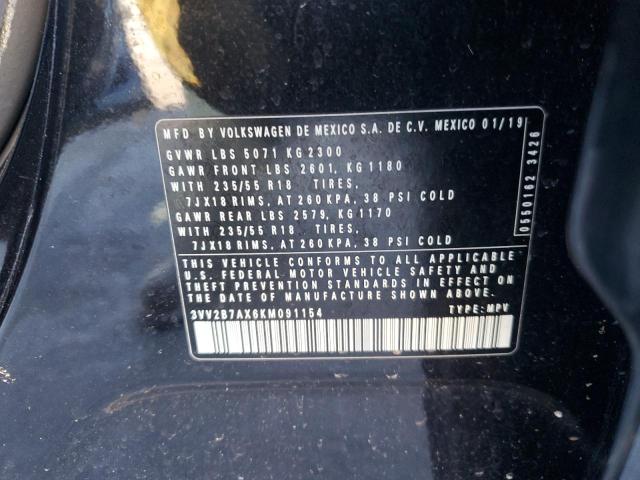 MFD BY VOLKSWAGEN DE MEXICO S.A. DE C.V. MEXICO 01/19
GVWR LBS 5071 KG 2300
GAWR FRONT LBS 2601, KG 1180
WITH 235/55 R18 TIRES,
7JX18 RIMS, AT 260 KPA, 38 PSI COLD
GAWR REAR LBS 2579, KG 1170
WITH 235/55 R18 TIRES,
7JX18 RIMS, AT 260 KPA, 38 PSI COLD
0550162 3426
THIS VEHICLE CONFORMS TO ALL APPLICABLE
U.S. FEDERAL MOTOR VEHICLE SAFETY AND
THEFT PREVENTION STANDARDS IN EFFECT ON
THE DATE OF MANUFACTURE SHOWN ABOVE.
3VV2B7AX6KM091154 TYPE: MPV